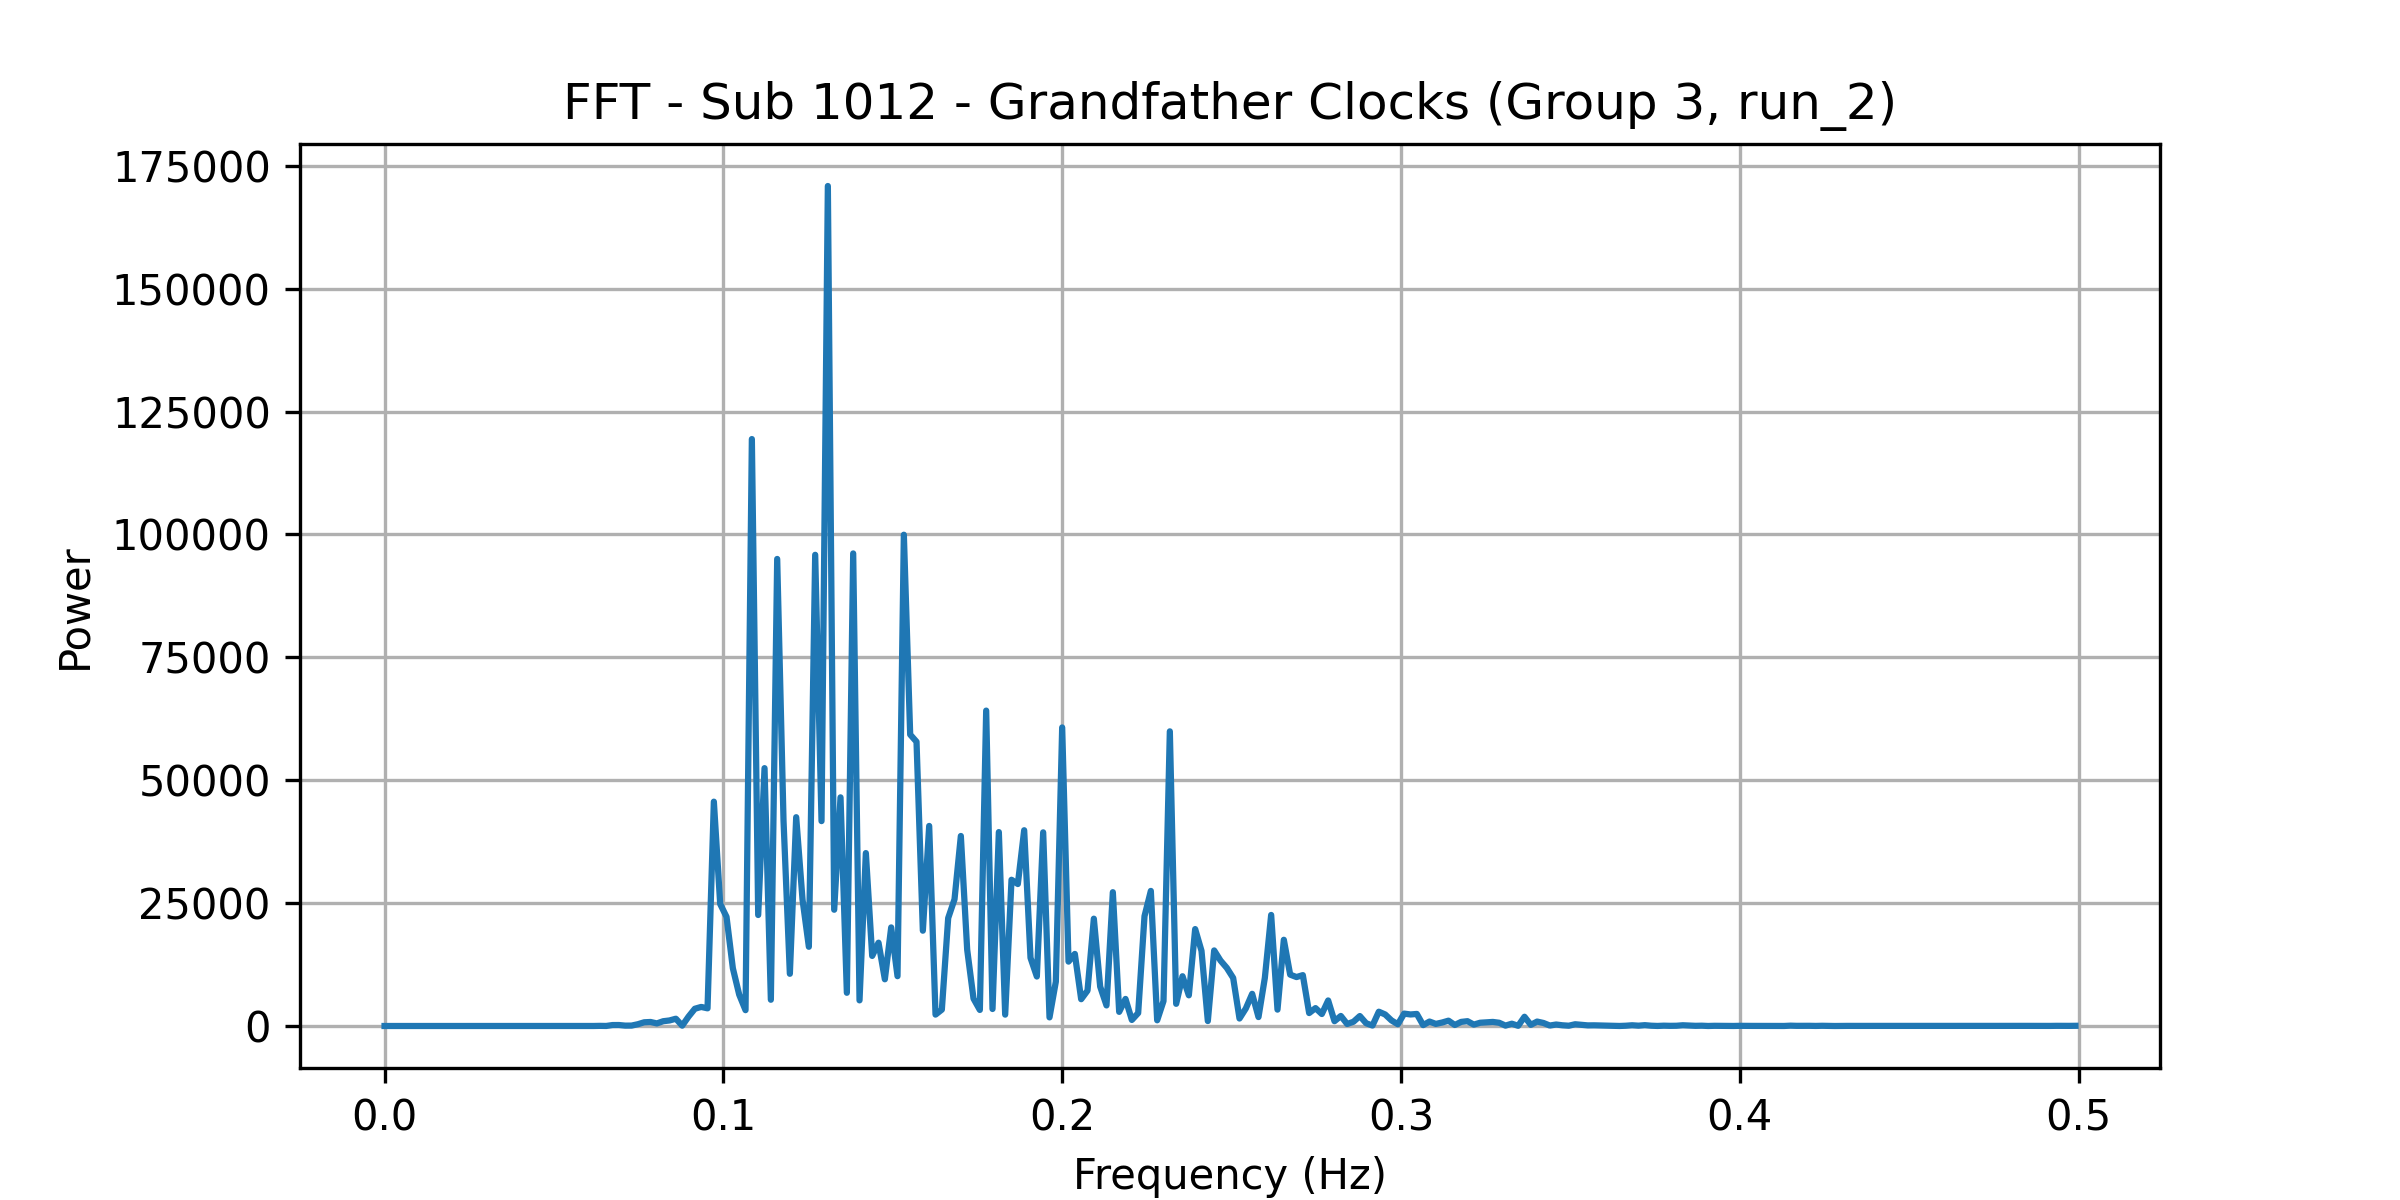 FFT - Sub 1012 - Grandfather Clocks (Group 3, run_2)
175000
150000
125000
100000
75000
50000
25000
0
Power
0.0 0.1 0.2 0.3 0.4 0.5
Frequency (Hz)